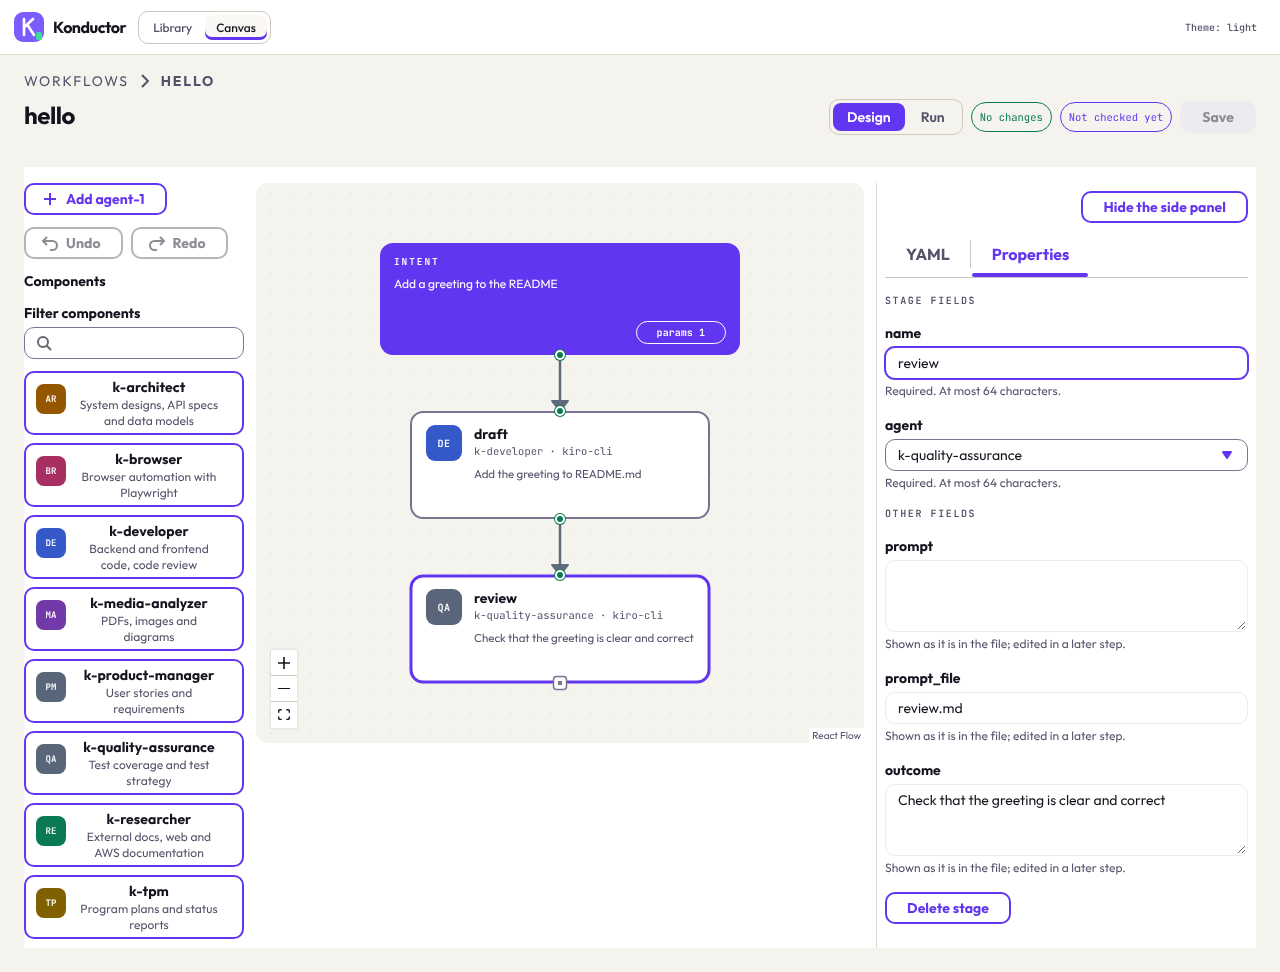 Konductor
Library
Canvas
Theme: light
WORKFLOWS > HELLO
hello
Design
Run
No changes
Not checked yet
Save
Add agent-1
Undo
Redo
Components
Filter components
AR
k-architect
System designs, API specs
and data models
BR
k-browser
Browser automation with
Playwright
DE
k-developer
Backend and frontend
code, code review
MA
k-media-analyzer
PDFs, images and
diagrams
PM
k-product-manager
User stories and
requirements
QA
k-quality-assurance
Test coverage and test
strategy
RE
k-researcher
External docs, web and
AWS documentation
TP
k-tpm
Program plans and status
reports
INTENT
Add a greeting to the README
params 1
DE
draft
k-developer · kiro-cli
Add the greeting to README.md
QA
review
k-quality-assurance · kiro-cli
Check that the greeting is clear and correct
React Flow
Hide the side panel
YAML
Properties
STAGE FIELDS
name
review
Required. At most 64 characters.
agent
k-quality-assurance
Required. At most 64 characters.
OTHER FIELDS
prompt
Shown as it is in the file; edited in a later step.
prompt_file
review.md
Shown as it is in the file; edited in a later step.
outcome
Check that the greeting is clear and correct
Shown as it is in the file; edited in a later step.
Delete stage